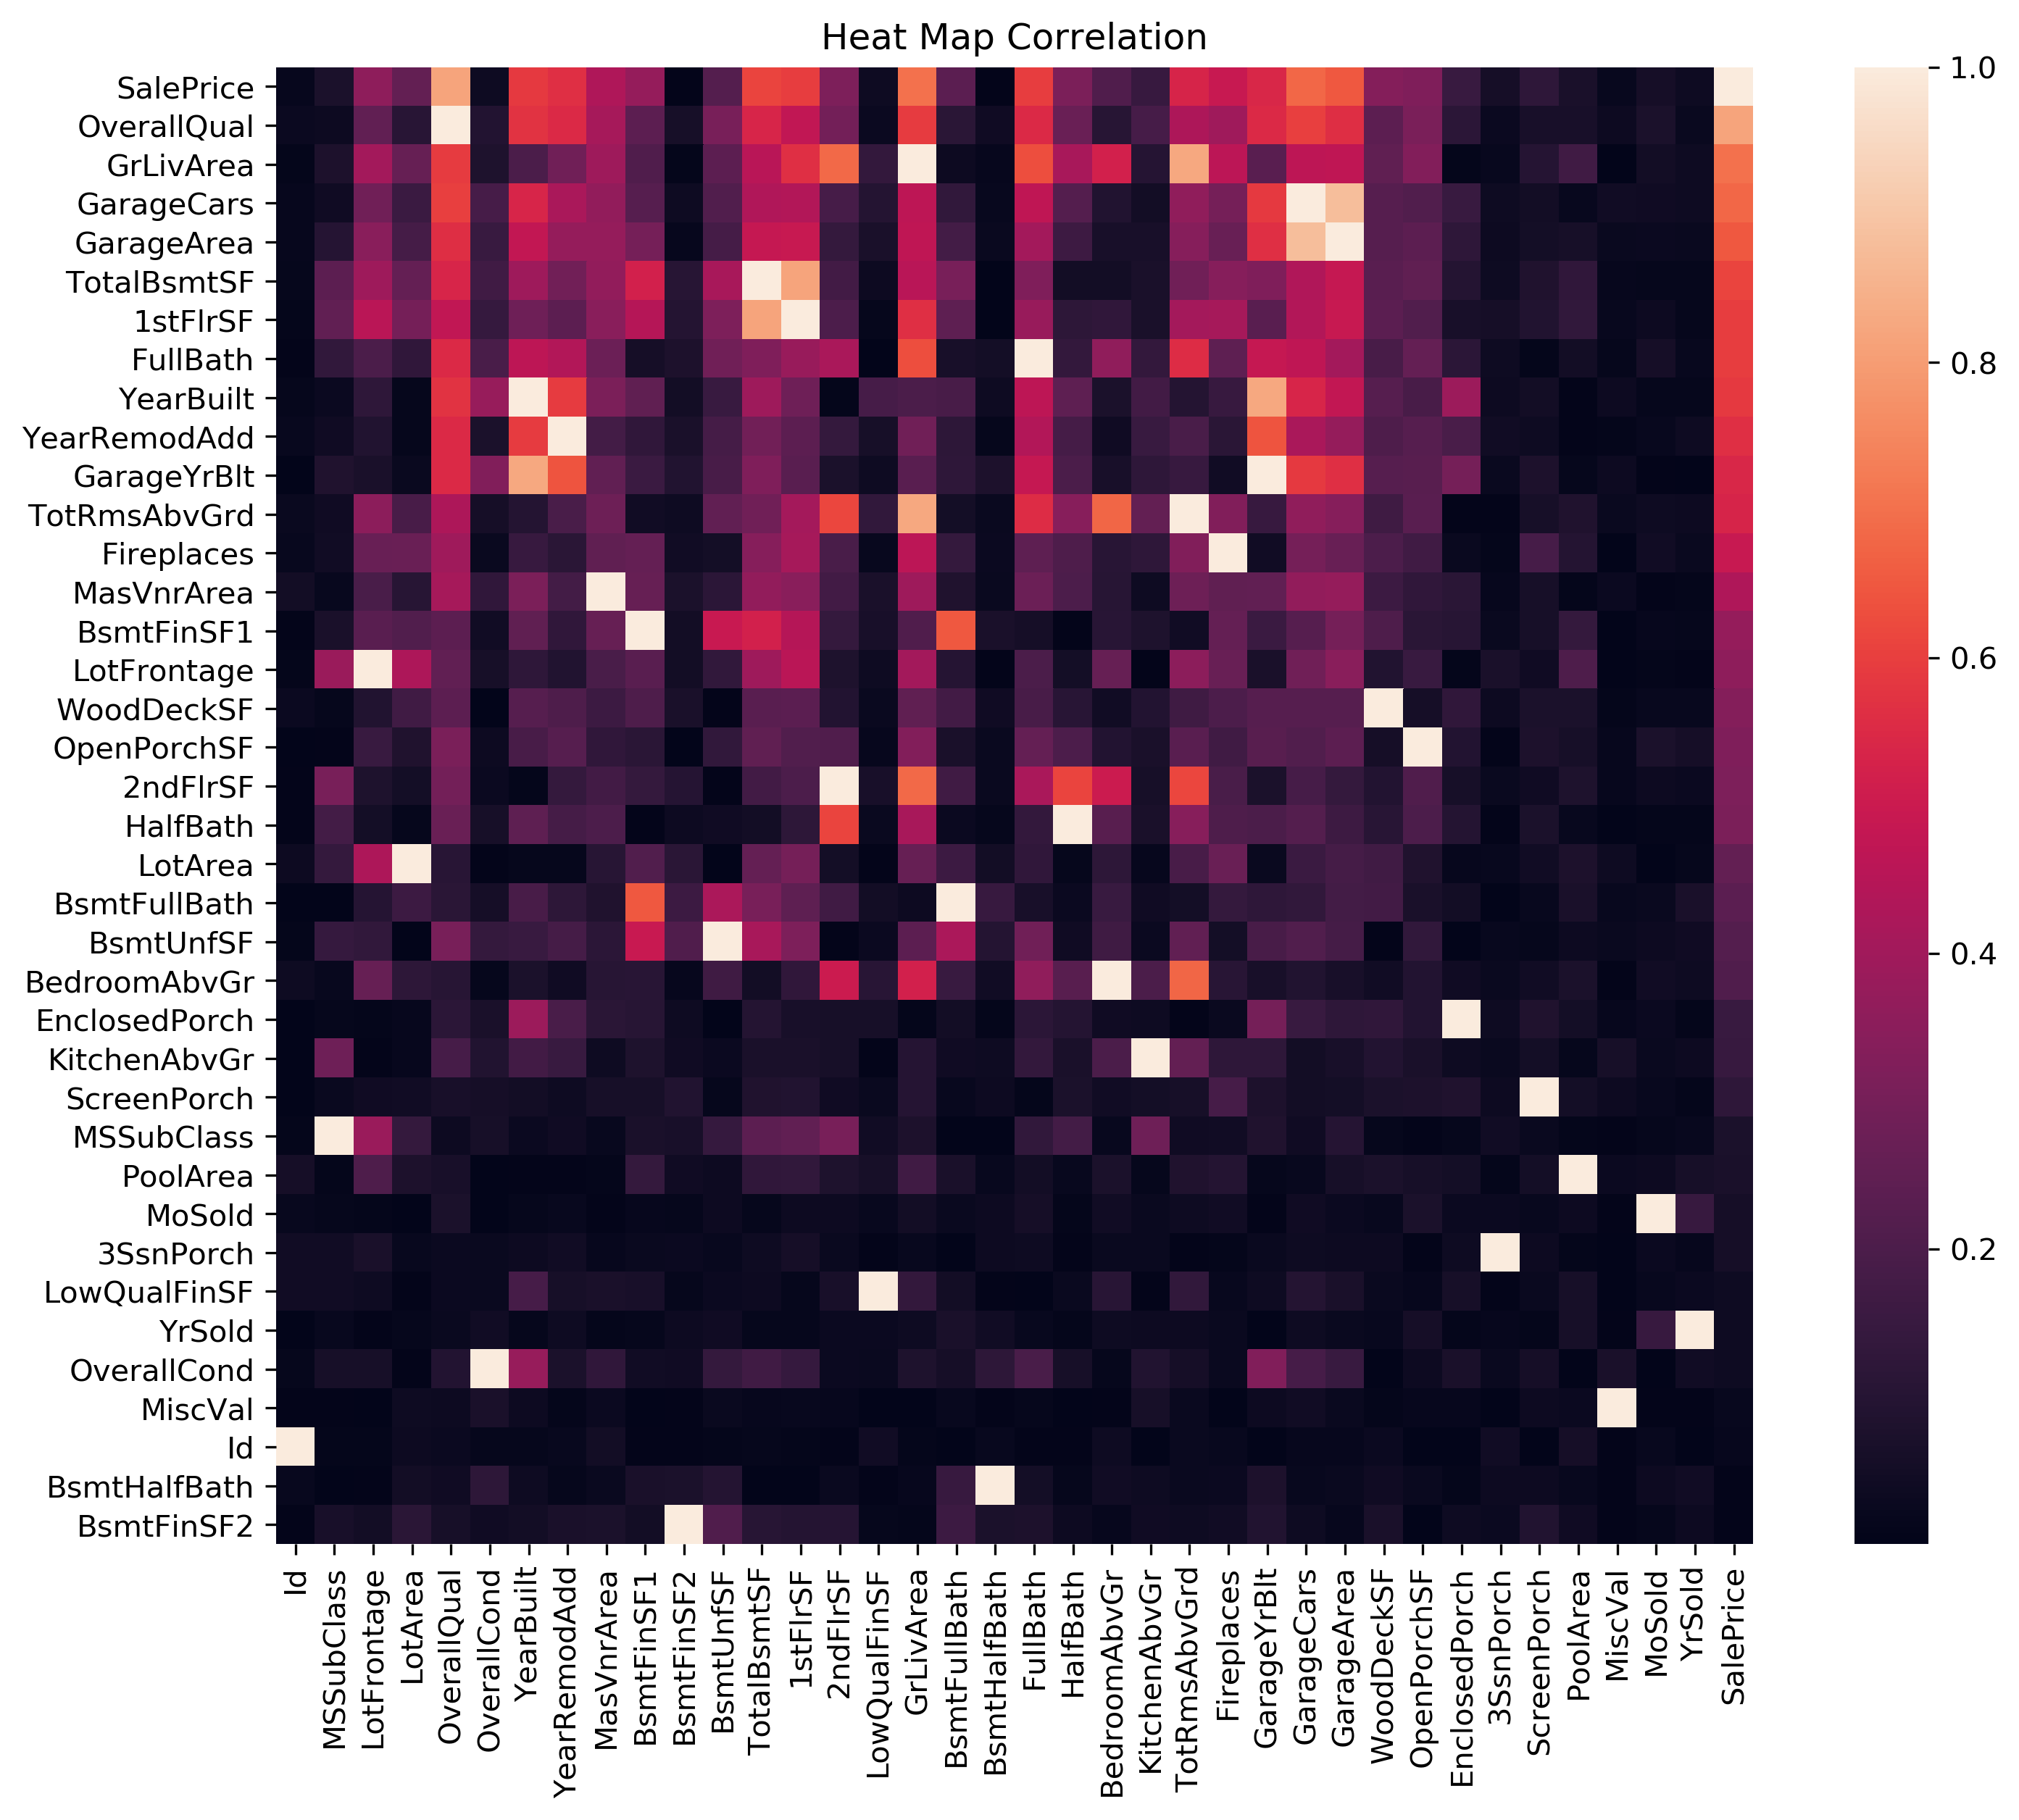 Heat Map Correlation
SalePrice
OverallQual
GrLivArea
GarageCars
GarageArea
TotalBsmtSF
1stFlrSF
FullBath
YearBuilt
YearRemodAdd
GarageYrBlt
TotRmsAbvGrd
Fireplaces
MasVnrArea
BsmtFinSF1
LotFrontage
WoodDeckSF
OpenPorchSF
2ndFlrSF
HalfBath
LotArea
BsmtFullBath
BsmtUnfSF
BedroomAbvGr
EnclosedPorch
KitchenAbvGr
ScreenPorch
MSSubClass
PoolArea
MoSold
3SsnPorch
LowQualFinSF
YrSold
OverallCond
MiscVal
Id
BsmtHalfBath
BsmtFinSF2
Id
MSSubClass
LotFrontage
LotArea
OverallQual
OverallCond
YearBuilt
YearRemodAdd
MasVnrArea
BsmtFinSF1
BsmtFinSF2
BsmtUnfSF
TotalBsmtSF
1stFlrSF
2ndFlrSF
LowQualFinSF
GrLivArea
BsmtFullBath
BsmtHalfBath
FullBath
HalfBath
BedroomAbvGr
KitchenAbvGr
TotRmsAbvGrd
Fireplaces
GarageYrBlt
GarageCars
GarageArea
WoodDeckSF
OpenPorchSF
EnclosedPorch
3SsnPorch
ScreenPorch
PoolArea
MiscVal
MoSold
YrSold
SalePrice
1.0
0.8
0.6
0.4
0.2